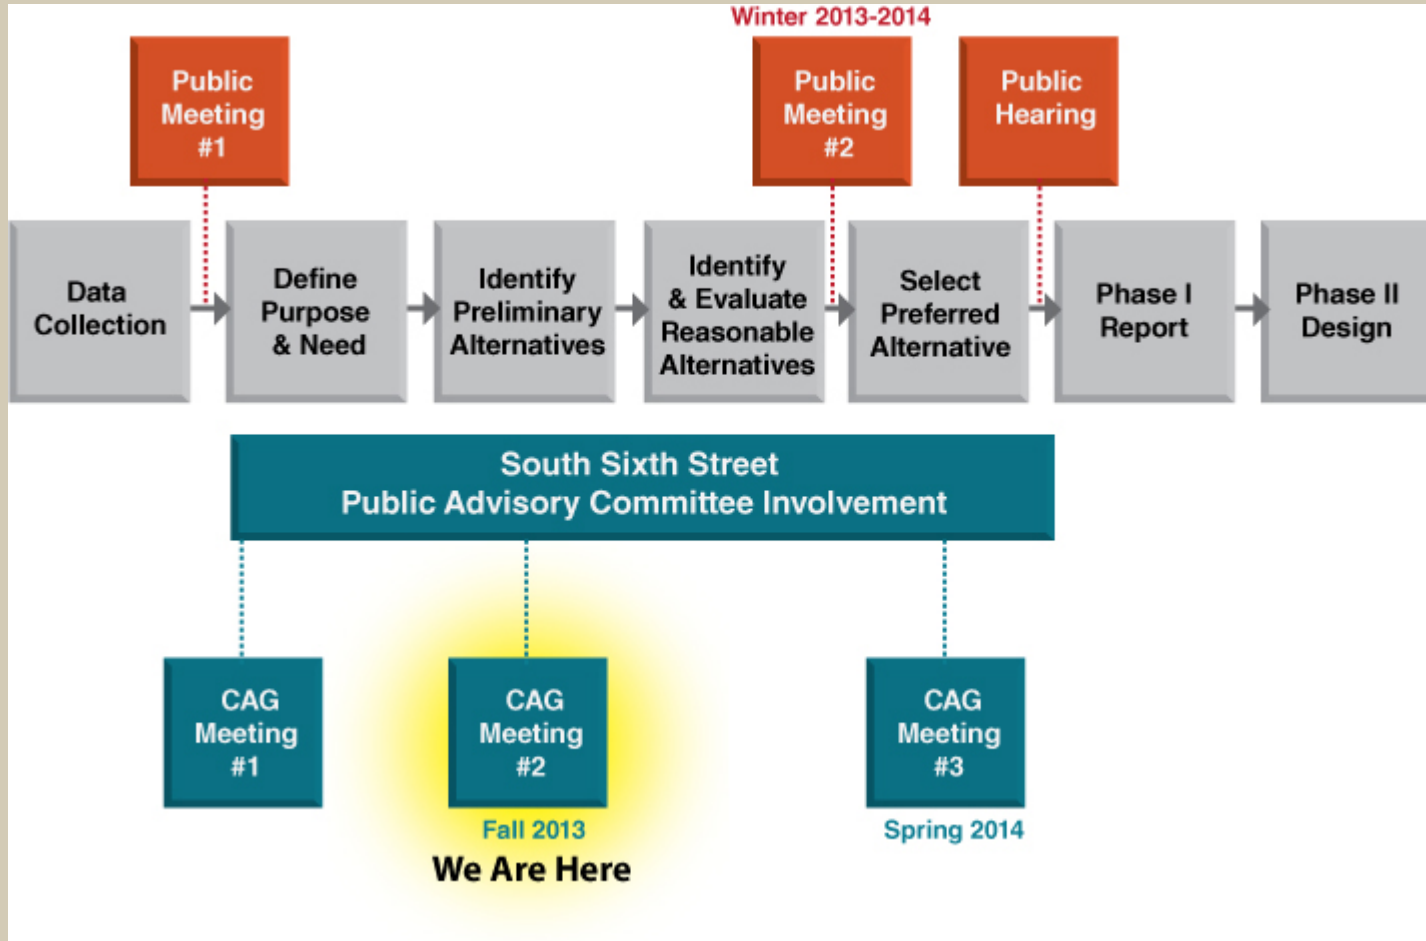 Winter 2013-2014
Public
Meeting
#1
Public
Meeting
#2
Public
Hearing
Data
Collection
Define
Purpose
& Need
Identify
Preliminary
Alternatives
Identify
& Evaluate
Reasonable
Alternatives
Select
Preferred
Alternative
Phase I
Report
Phase II
Design
South Sixth Street
Public Advisory Committee Involvement
CAG
Meeting
#1
CAG
Meeting
#2
Fall 2013
We Are Here
CAG
Meeting
#3
Spring 2014